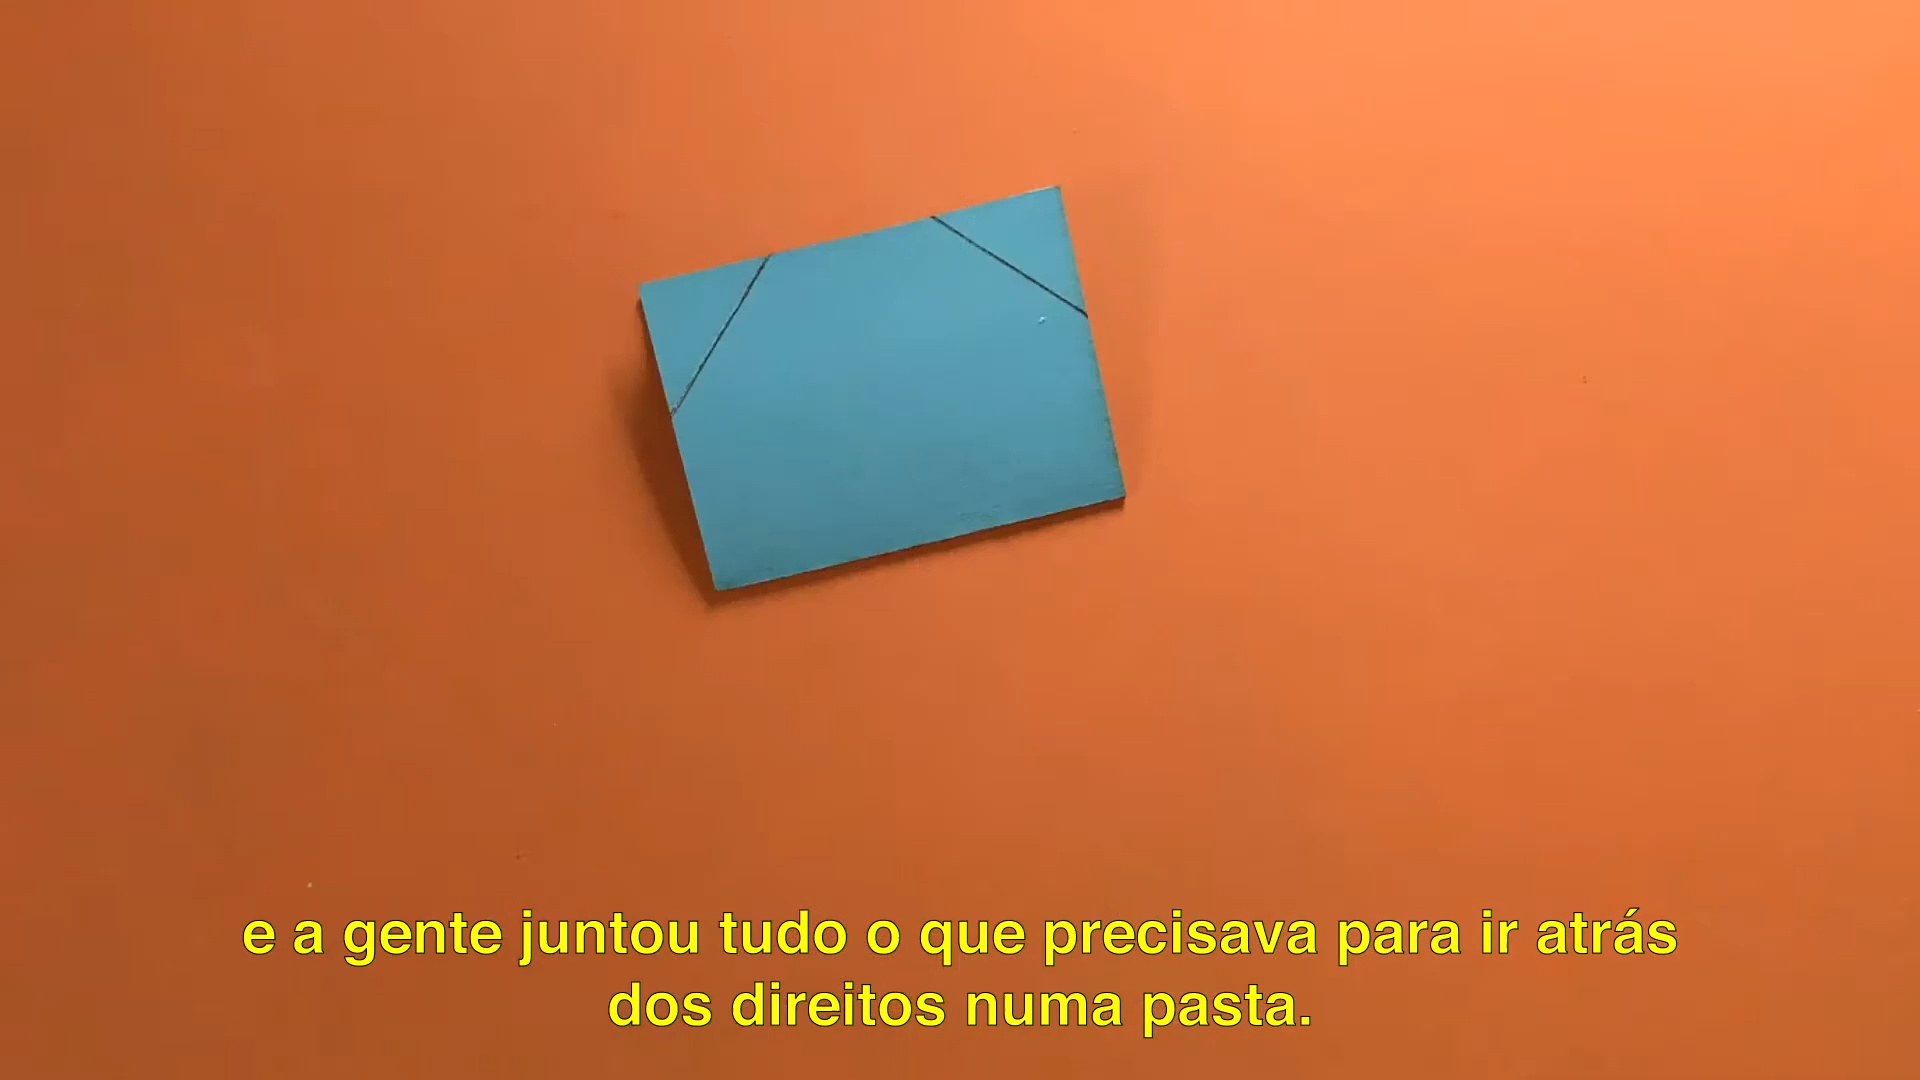 e a gente juntou tudo o que precisava para ir atrás
dos direitos numa pasta.